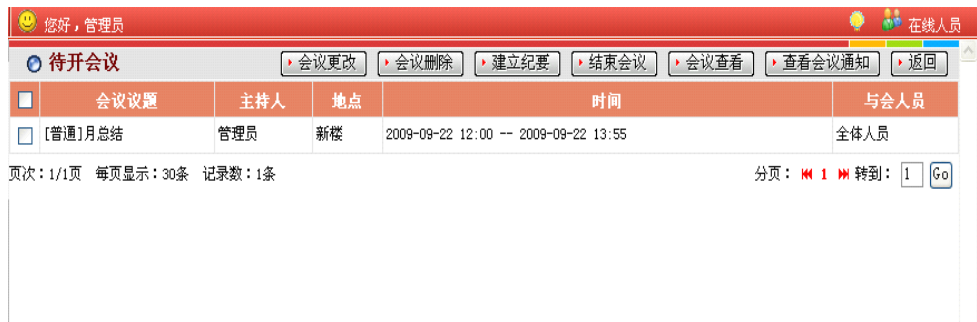 您好，管理员 在线人员
待开会议 会议更改 会议删除 建立纪要 结束会议 会议查看 查看会议通知 返回
会议议题 主持人 地点 时间 与会人员
[普通]月总结 管理员 新楼 2009-09-22 12:00 -- 2009-09-22 13:55 全体人员
页次：1/1页 每页显示：30条 记录数：1条 分页： 1 转到： 1 Go